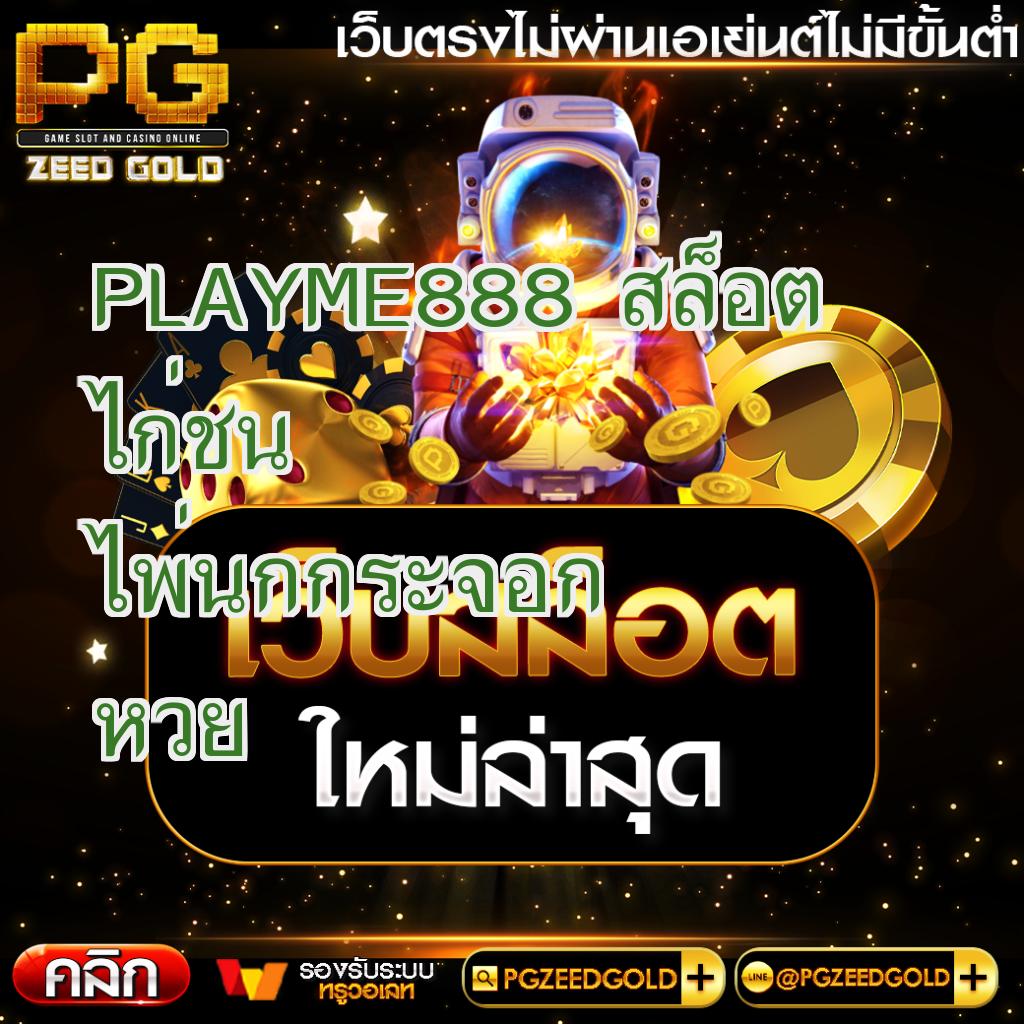 เว็บตรงไม่ผ่านเอเย่นต์ไม่มีขั้นต่ำ
PG
GAME SLOT AND CASINO ONLINE
ZEED GOLD
PLAYME888 สล็อต
ไก่ชน
ไพ่นกกระจอก
เว็บสล็อต
หวย
ใหม่ล่าสุด
คลิก
รองรับระบบ
ทรูวอเลท
PGZEEDGOLD
LINE @PGZEEDGOLD